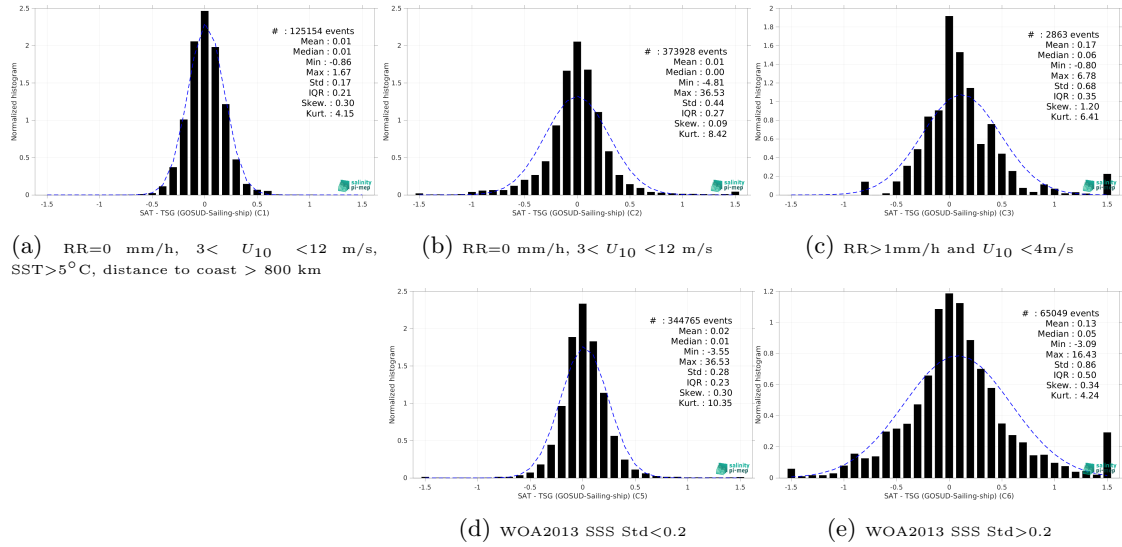 2.5
2
1.5
1
0.5
0
Normalized histogram
# : 125154 events
Mean : 0.01
Median : 0.01
Min : -0.86
Max : 1.67
Std : 0.17
IQR : 0.21
Skew. : 0.30
Kurt. : 4.15
salinity
pi-mep
-1.5 -1 -0.5 0 0.5 1 1.5
SAT - TSG (GOSUD-Sailing-ship) (C1)
(a) RR=0 mm/h, 3< U10 <12 m/s,
SST>5°C, distance to coast > 800 km
2.5
2
1.5
1
0.5
0
Normalized histogram
# : 373928 events
Mean : 0.01
Median : 0.00
Min : -4.81
Max : 36.53
Std : 0.44
IQR : 0.27
Skew. : 0.09
Kurt. : 8.42
salinity
pi-mep
-1.5 -1 -0.5 0 0.5 1 1.5
SAT - TSG (GOSUD-Sailing-ship) (C2)
(b) RR=0 mm/h, 3< U10 <12 m/s
2
1.8
1.6
1.4
1.2
1
0.8
0.6
0.4
0.2
0
Normalized histogram
# : 2863 events
Mean : 0.17
Median : 0.06
Min : -0.80
Max : 6.78
Std : 0.68
IQR : 0.35
Skew. : 1.20
Kurt. : 6.41
salinity
pi-mep
-1.5 -1 -0.5 0 0.5 1 1.5
SAT - TSG (GOSUD-Sailing-ship) (C3)
(c) RR>1mm/h and U10 <4m/s
2.5
2
1.5
1
0.5
0
Normalized histogram
# : 344765 events
Mean : 0.02
Median : 0.01
Min : -3.55
Max : 36.53
Std : 0.28
IQR : 0.23
Skew. : 0.30
Kurt. : 10.35
salinity
pi-mep
-1.5 -1 -0.5 0 0.5 1 1.5
SAT - TSG (GOSUD-Sailing-ship) (C5)
(d) WOA2013 SSS Std<0.2
1.2
1
0.8
0.6
0.4
0.2
0
Normalized histogram
# : 65049 events
Mean : 0.13
Median : 0.05
Min : -3.09
Max : 16.43
Std : 0.86
IQR : 0.50
Skew. : 0.34
Kurt. : 4.24
salinity
pi-mep
-1.5 -1 -0.5 0 0.5 1 1.5
SAT - TSG (GOSUD-Sailing-ship) (C6)
(e) WOA2013 SSS Std>0.2